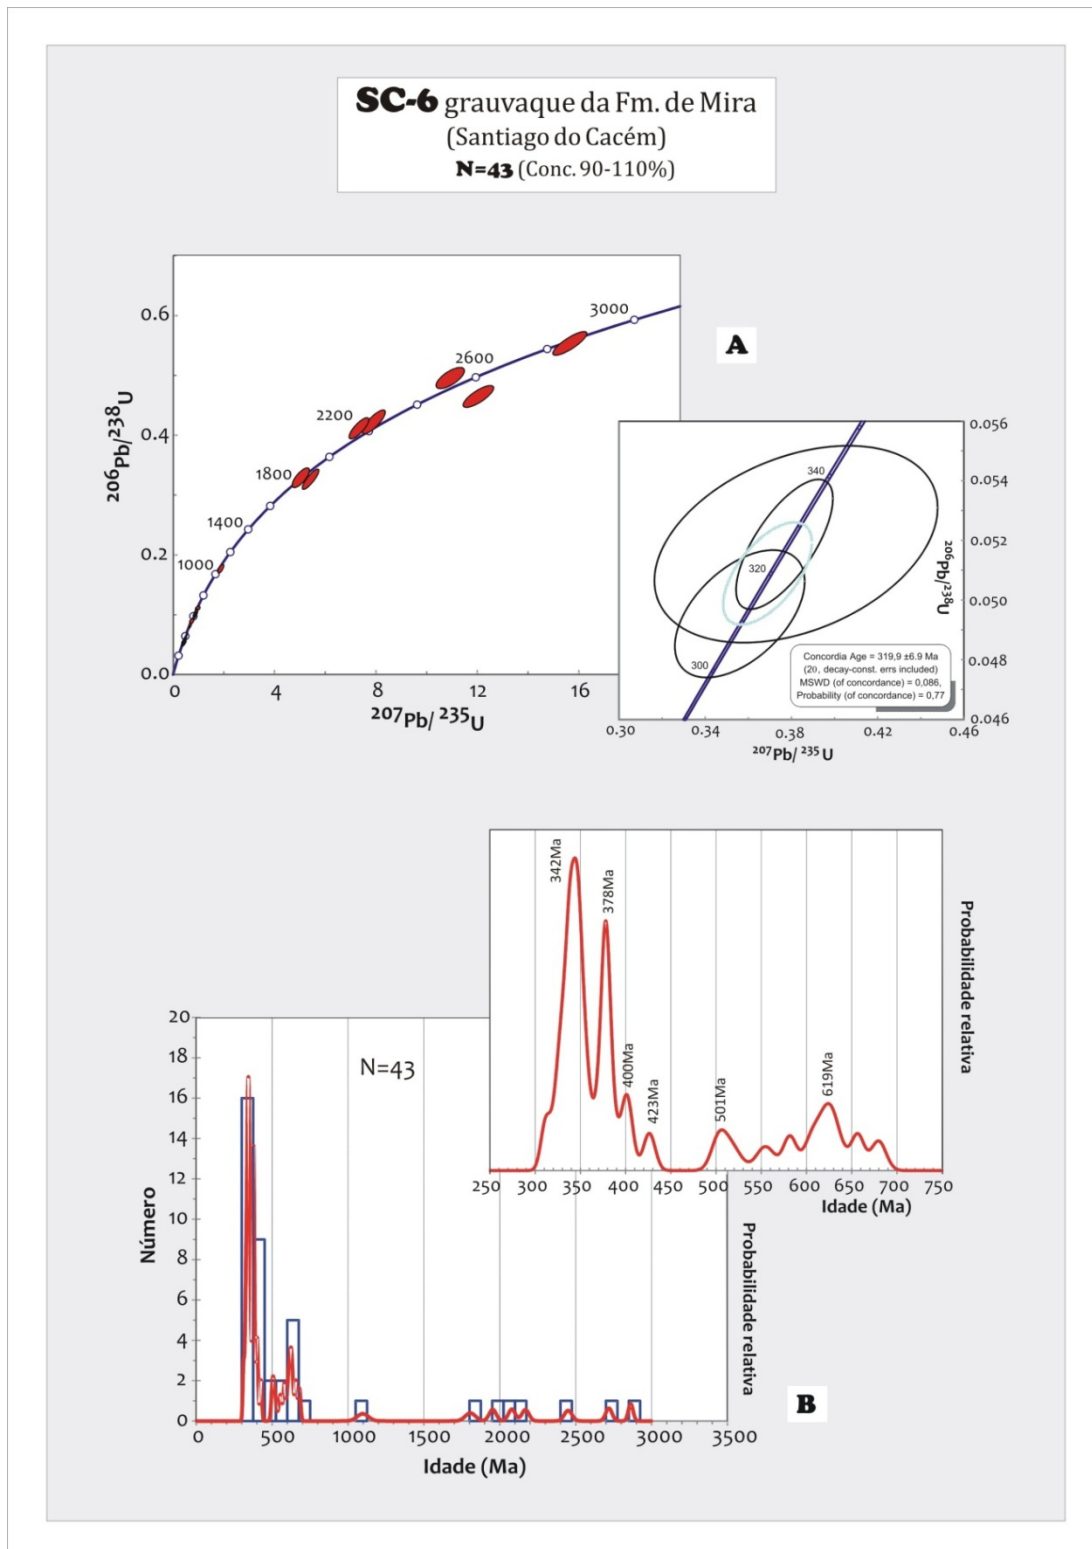 SC-6 grauvaque da Fm. de Mira
(Santiago do Cacém)
N=43 (Conc. 90-110%)
A
206Pb/238U
0.6
0.4
0.2
0.0
3000
2600
2200
1800
1400
1000
0 4 8 12 16
207Pb/ 235U
0.056
0.054
0.052
0.050
0.048
0.046
206Pb/238U
340
320
300
Concordia Age = 319,9 ±6.9 Ma
(2σ, decay-const. errs included)
MSWD (of concordance) = 0,086,
Probability (of concordance) = 0,77
0.30 0.34 0.38 0.42 0.46
207Pb/ 235U
342Ma
378Ma
400Ma
423Ma
501Ma
619Ma
Probabilidade relativa
250 300 350 400 450 500 550 600 650 700 750
Idade (Ma)
N=43
Número
20
18
16
14
12
10
8
6
4
2
0
0 500 1000 1500 2000 2500 3000 3500
Idade (Ma)
Probabilidade relativa
B